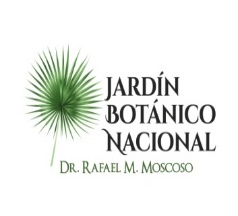 JARDÍN
BOTÁNICO
NACIONAL
DR. RAFAEL M. MOSCOSO